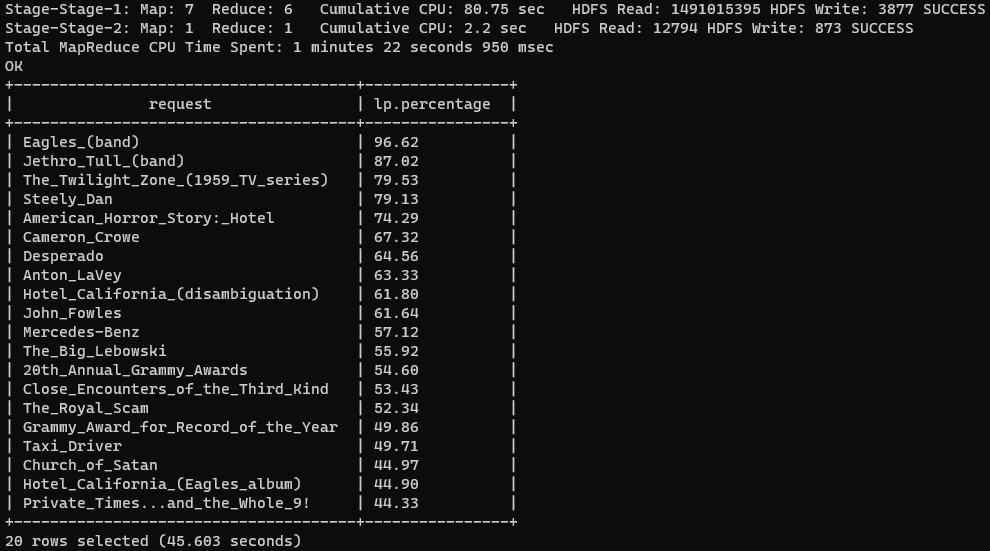 Stage-Stage-1: Map: 7  Reduce: 6   Cumulative CPU: 80.75 sec   HDFS Read: 1491015395 HDFS Write: 3877 SUCCESS
Stage-Stage-2: Map: 1  Reduce: 1   Cumulative CPU: 2.2 sec   HDFS Read: 12794 HDFS Write: 873 SUCCESS
Total MapReduce CPU Time Spent: 1 minutes 22 seconds 950 msec
OK
+--------------------------------------+----------------+
|               request                | lp.percentage  |
+--------------------------------------+----------------+
| Eagles_(band)                        | 96.62          |
| Jethro_Tull_(band)                   | 87.02          |
| The_Twilight_Zone_(1959_TV_series)   | 79.53          |
| Steely_Dan                           | 79.13          |
| American_Horror_Story:_Hotel         | 74.29          |
| Cameron_Crowe                        | 67.32          |
| Desperado                            | 64.56          |
| Anton_LaVey                          | 63.33          |
| Hotel_California_(disambiguation)    | 61.80          |
| John_Fowles                          | 61.64          |
| Mercedes-Benz                        | 57.12          |
| The_Big_Lebowski                     | 55.92          |
| 20th_Annual_Grammy_Awards            | 54.60          |
| Close_Encounters_of_the_Third_Kind   | 53.43          |
| The_Royal_Scam                       | 52.34          |
| Grammy_Award_for_Record_of_the_Year  | 49.86          |
| Taxi_Driver                          | 49.71          |
| Church_of_Satan                      | 44.97          |
| Hotel_California_(Eagles_album)      | 44.90          |
| Private_Times...and_the_Whole_9!     | 44.33          |
+--------------------------------------+----------------+
20 rows selected (45.603 seconds)